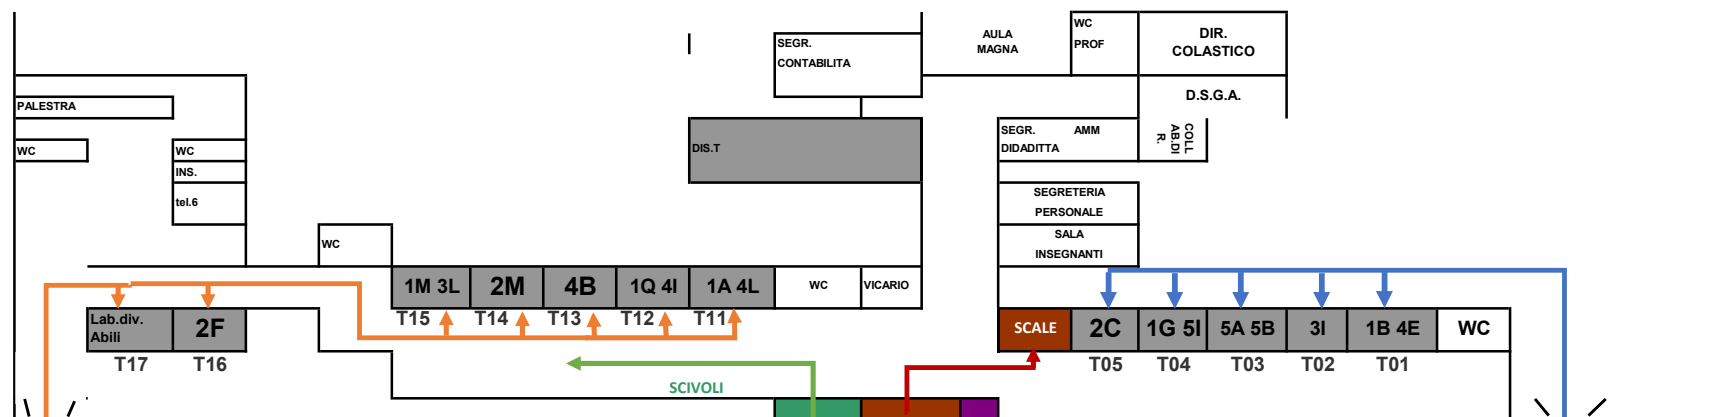 WC
PROF
DIR.
COLASTICO
AULA
MAGNA
SEGR.
CONTABILITA
D.S.G.A.
PALESTRA
SEGR. AMM
DIDADITTA
COLL
AB.DI
R.
WC
WC
INS.
tel.6
DIS.T
SEGRETERIA
PERSONALE
SALA
INSEGNANTI
WC
1M 3L
2M
4B
1Q 4I
1A 4L
WC
VICARIO
T15
T14
T13
T12
T11
Lab.div.
Abili
2F
T17
T16
SCALE
2C
1G 5I
5A 5B
3I
1B 4E
WC
T05
T04
T03
T02
T01
SCIVOLI